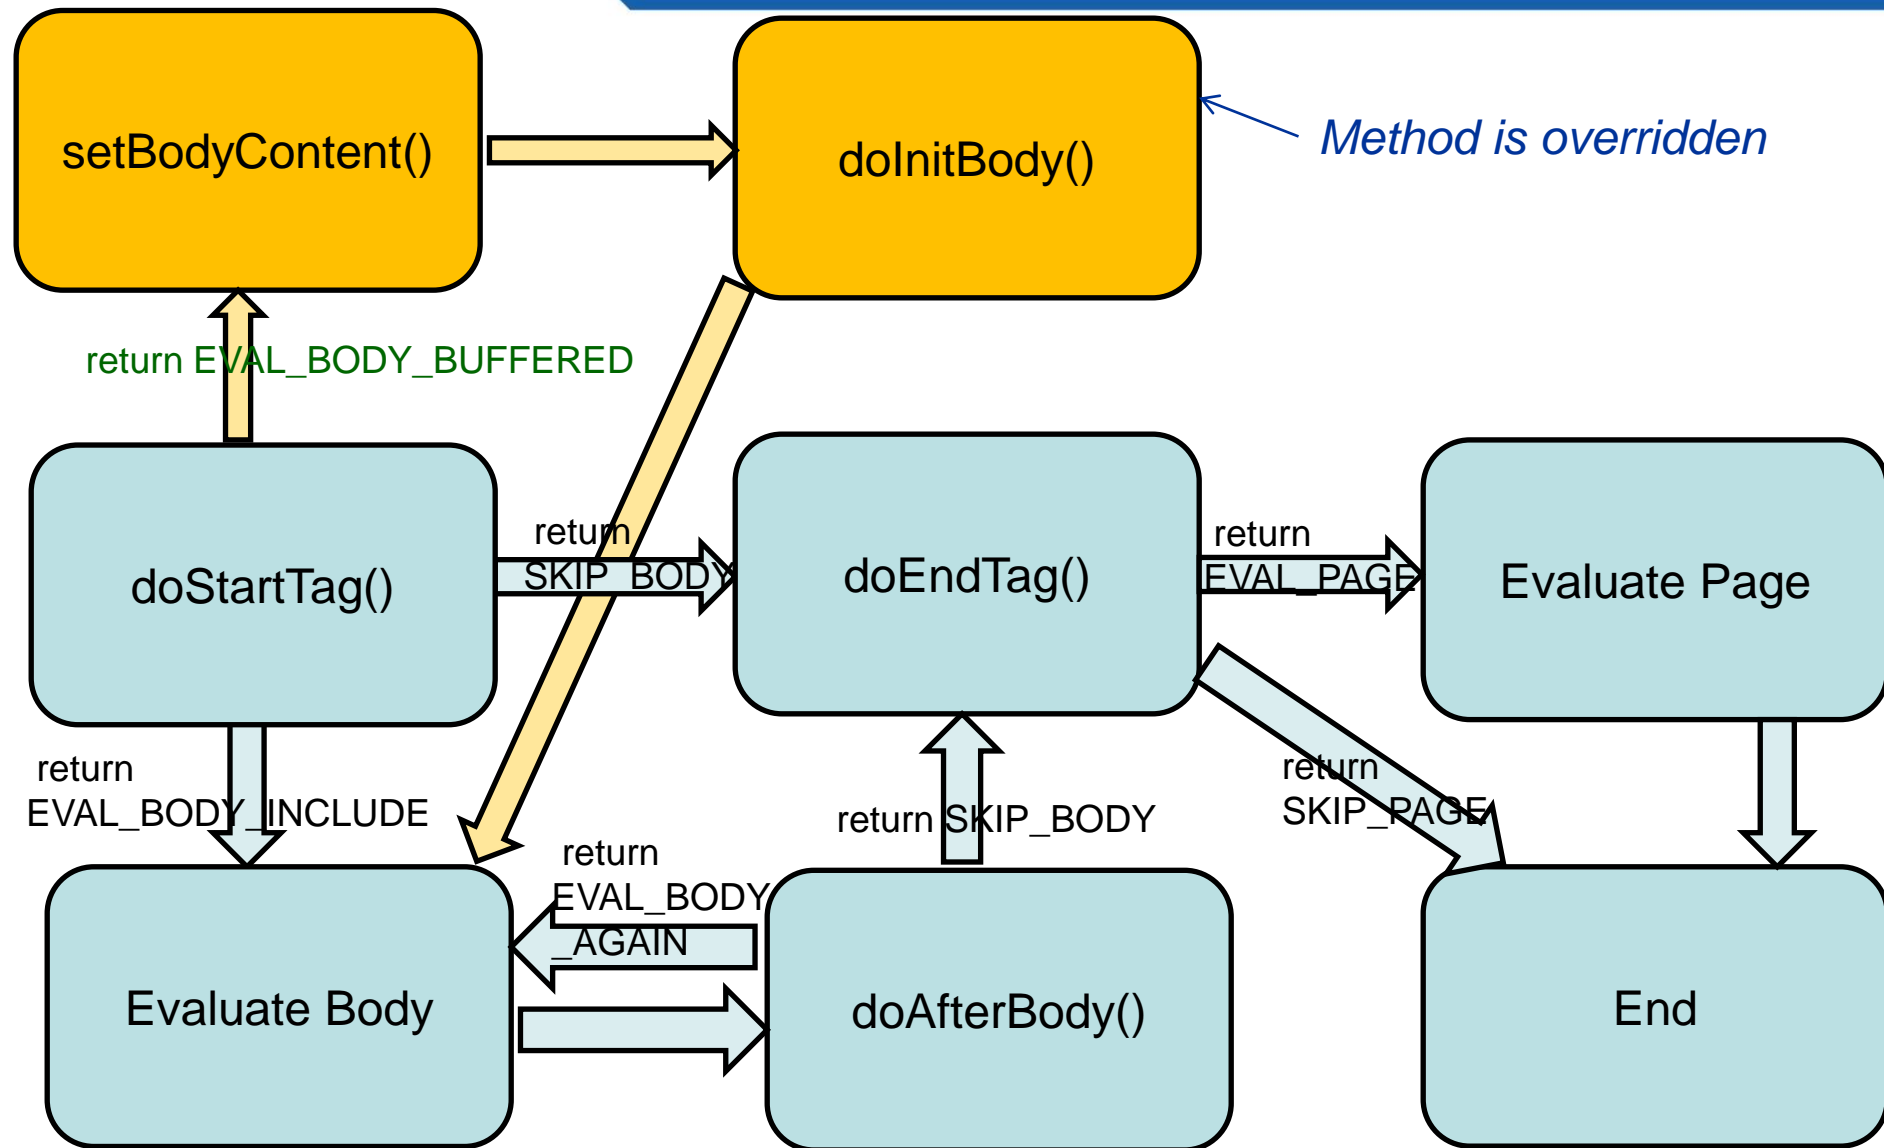 setBodyContent()
doInitBody()
Method is overridden
return EVAL_BODY_BUFFERED
doStartTag()
return
SKIP_BODY
doEndTag()
return
EVAL_PAGE
Evaluate Page
return
EVAL_BODY_INCLUDE
return
EVAL_BODY
_AGAIN
return SKIP_BODY
return
SKIP_PAGE
Evaluate Body
doAfterBody()
End